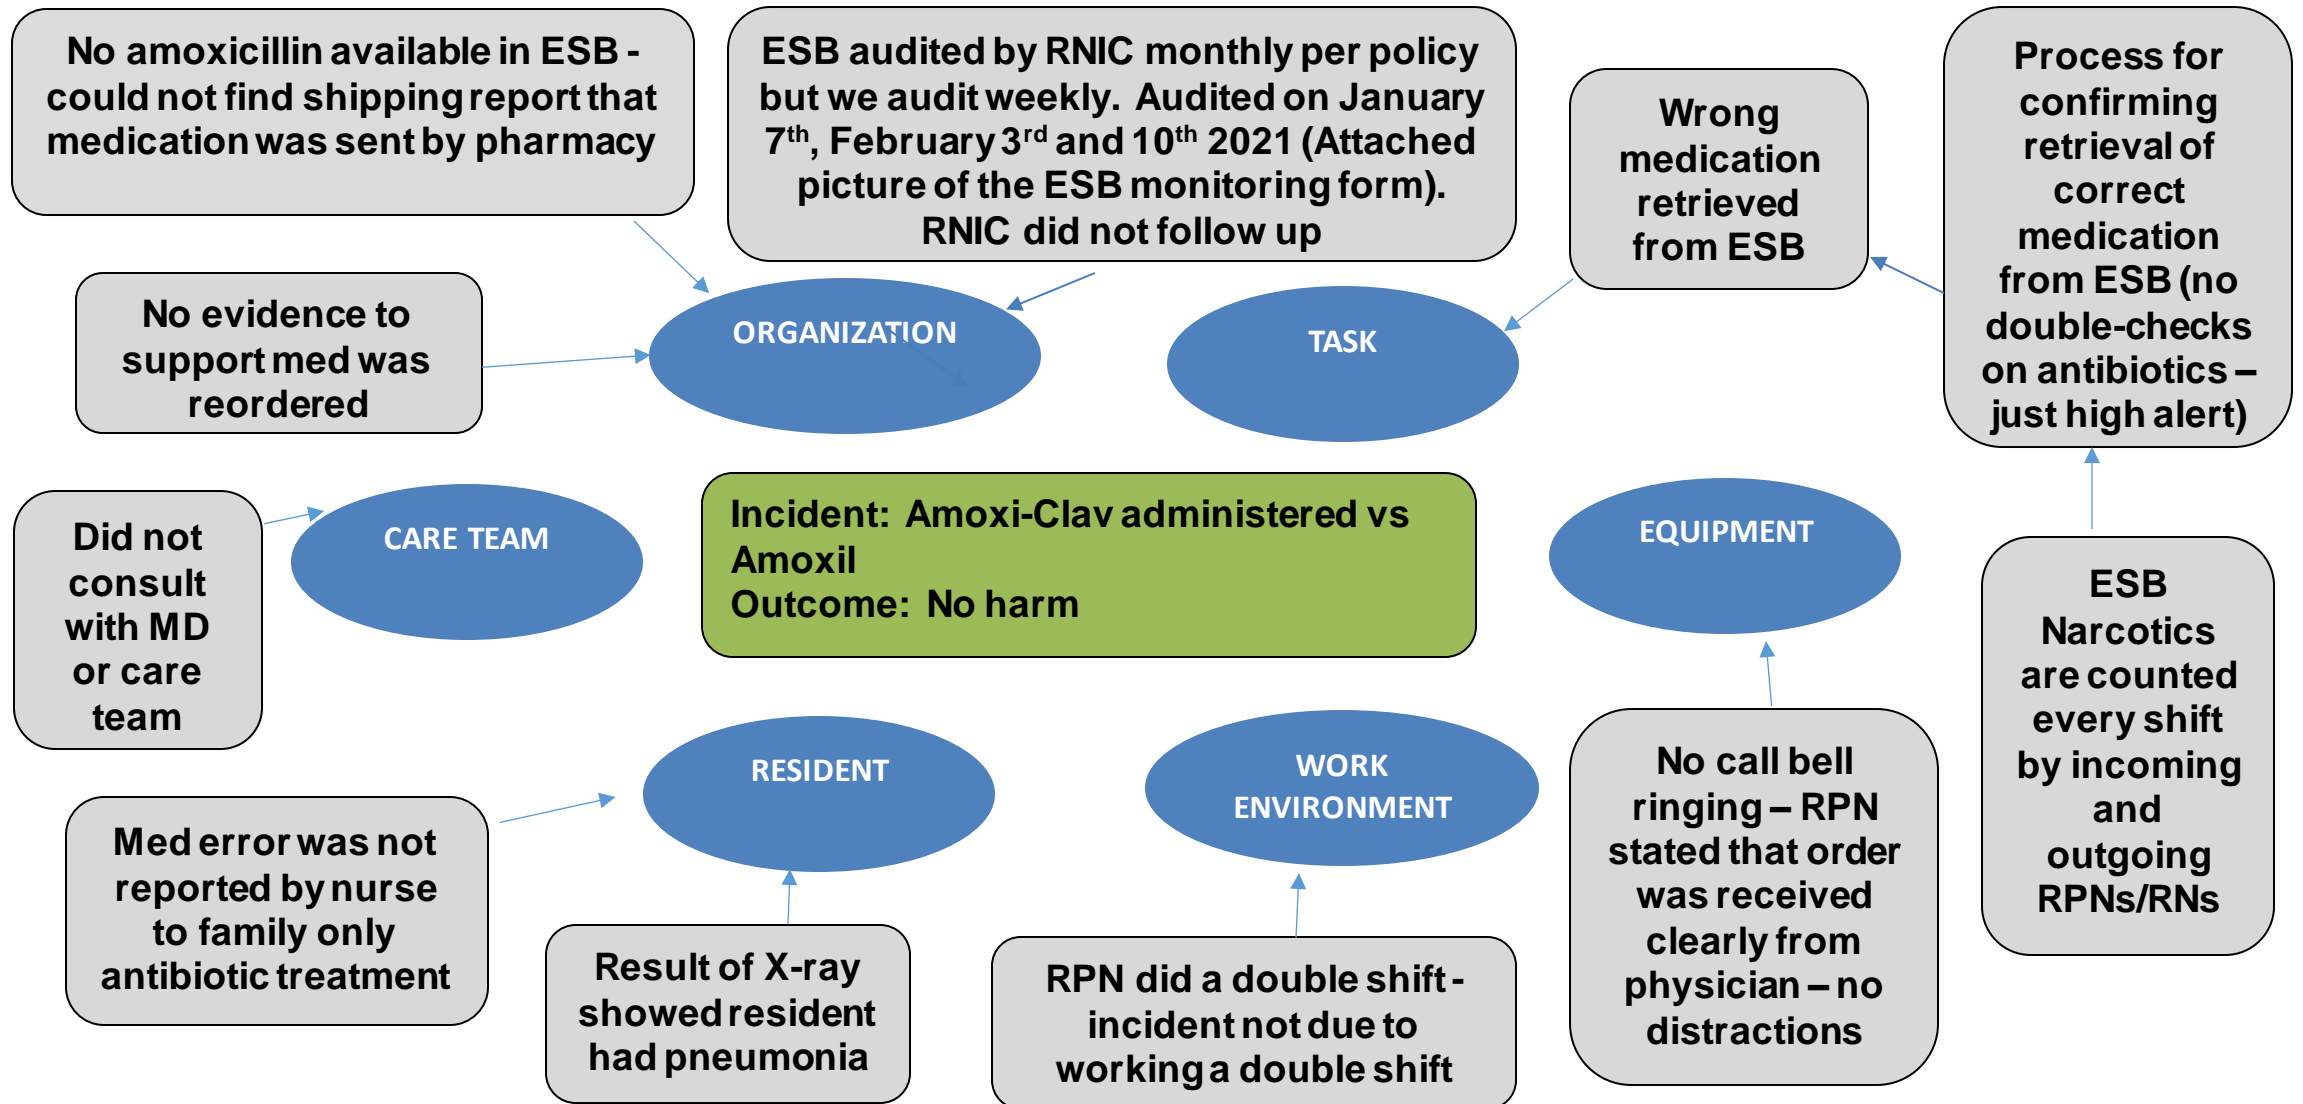 No amoxicillin available in ESB -
could not find shipping report that
medication was sent by pharmacy
ESB audited by RNIC monthly per policy
but we audit weekly. Audited on January
7th, February 3rd and 10th 2021 (Attached
picture of the ESB monitoring form).
RNIC did not follow up
Wrong
medication
retrieved
from ESB
Process for
confirming
retrieval of
correct
medication
from ESB (no
double-checks
on antibiotics –
just high alert)
No evidence to
support med was
reordered
ORGANIZATION
TASK
Did not
consult
with MD
or care
team
CARE TEAM
Incident: Amoxi-Clav administered vs
Amoxil
Outcome: No harm
EQUIPMENT
ESB
Narcotics
are counted
every shift
by incoming
and
outgoing
RPNs/RNs
Med error was not
reported by nurse
to family only
antibiotic treatment
RESIDENT
WORK
ENVIRONMENT
No call bell
ringing – RPN
stated that order
was received
clearly from
physician – no
distractions
Result of X-ray
showed resident
had pneumonia
RPN did a double shift -
incident not due to
working a double shift